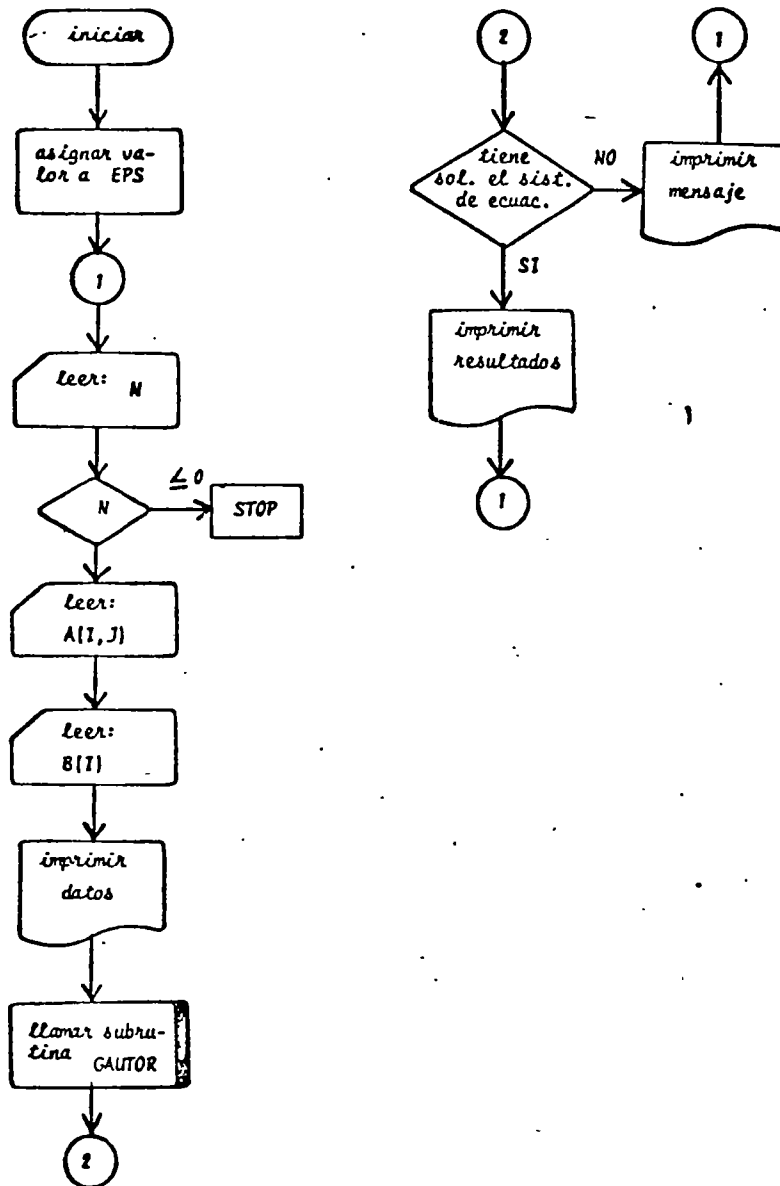 iniciar
asignar va-
lor a EPS
1
leer: N
N
≤ 0
STOP
leer:
A(I,J)
leer:
B(I)
imprimir
datos
llamar subru-
tina GAUTOR
2
2
tiene
sol. el sist.
de ecuac.
NO
imprimir
mensaje
1
SI
imprimir
resultados
1